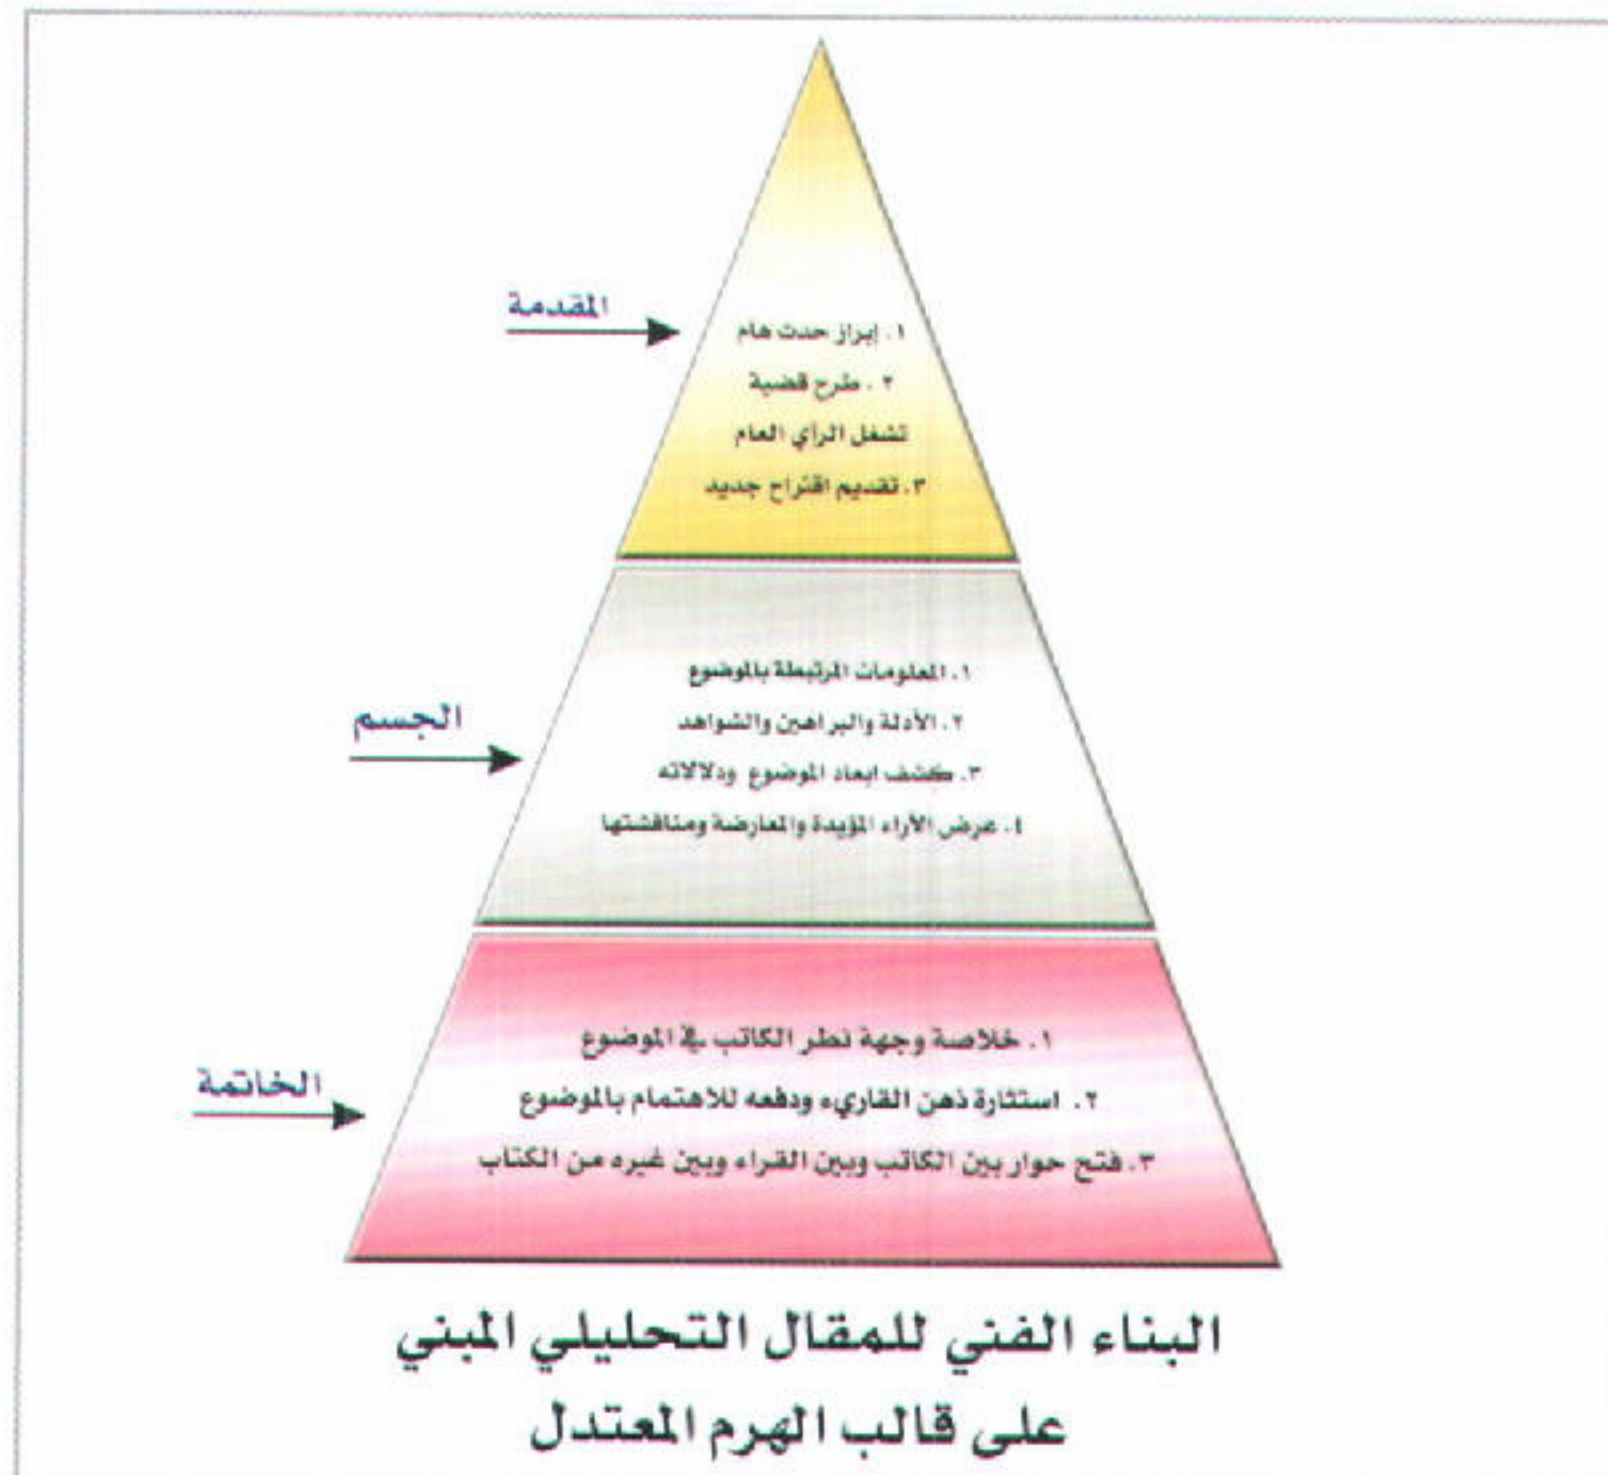 المقدمة
١. إبراز حدث هام
٢. طرح قضية
تشغل الرأي العام
٣. تقديم اقتراح جديد
الجسم
١. المعلومات المرتبطة بالموضوع
٢. الأدلة والبراهين والشواهد
٣. كشف ابعاد الموضوع ودلالاته
٤. عرض الآراء المؤيدة والمعارضة ومناقشتها
الخاتمة
١. خلاصة وجهة نطر الكاتب في الموضوع
٢. استثارة ذهن القاريء ودفعه للاهتمام بالموضوع
٣. فتح حوار بين الكاتب وبين القراء وبين غيره من الكتاب
البناء الفني للمقال التحليلي المبني
على قالب الهرم المعتدل